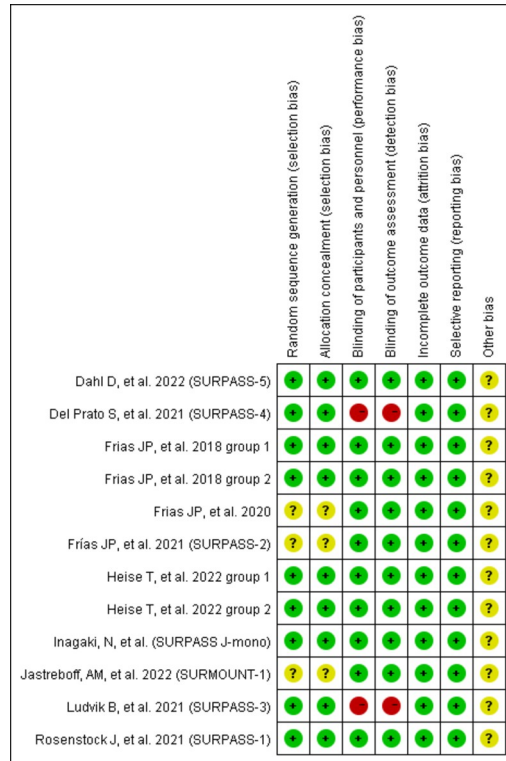 Random sequence generation (selection bias)
Allocation concealment (selection bias)
Blinding of participants and personnel (performance bias)
Blinding of outcome assessment (detection bias)
Incomplete outcome data (attrition bias)
Selective reporting (reporting bias)
Other bias
Dahl D, et al. 2022 (SURPASS-5) + + + + + + ?
Del Prato S, et al. 2021 (SURPASS-4) + + - - + + ?
Frias JP, et al. 2018 group 1 + + + + + + ?
Frias JP, et al. 2018 group 2 + + + + + + ?
Frias JP, et al. 2020 ? ? + + + + ?
Frías JP, et al. 2021 (SURPASS-2) ? ? + + + + ?
Heise T, et al. 2022 group 1 + + + + + + ?
Heise T, et al. 2022 group 2 + + + + + + ?
Inagaki, N, et al. (SURPASS J-mono) + + + + + + ?
Jastreboff, AM, et al. 2022 (SURMOUNT-1) ? ? + + + + ?
Ludvik B, et al. 2021 (SURPASS-3) + + - - + + ?
Rosenstock J, et al. 2021 (SURPASS-1) + + + + + + ?